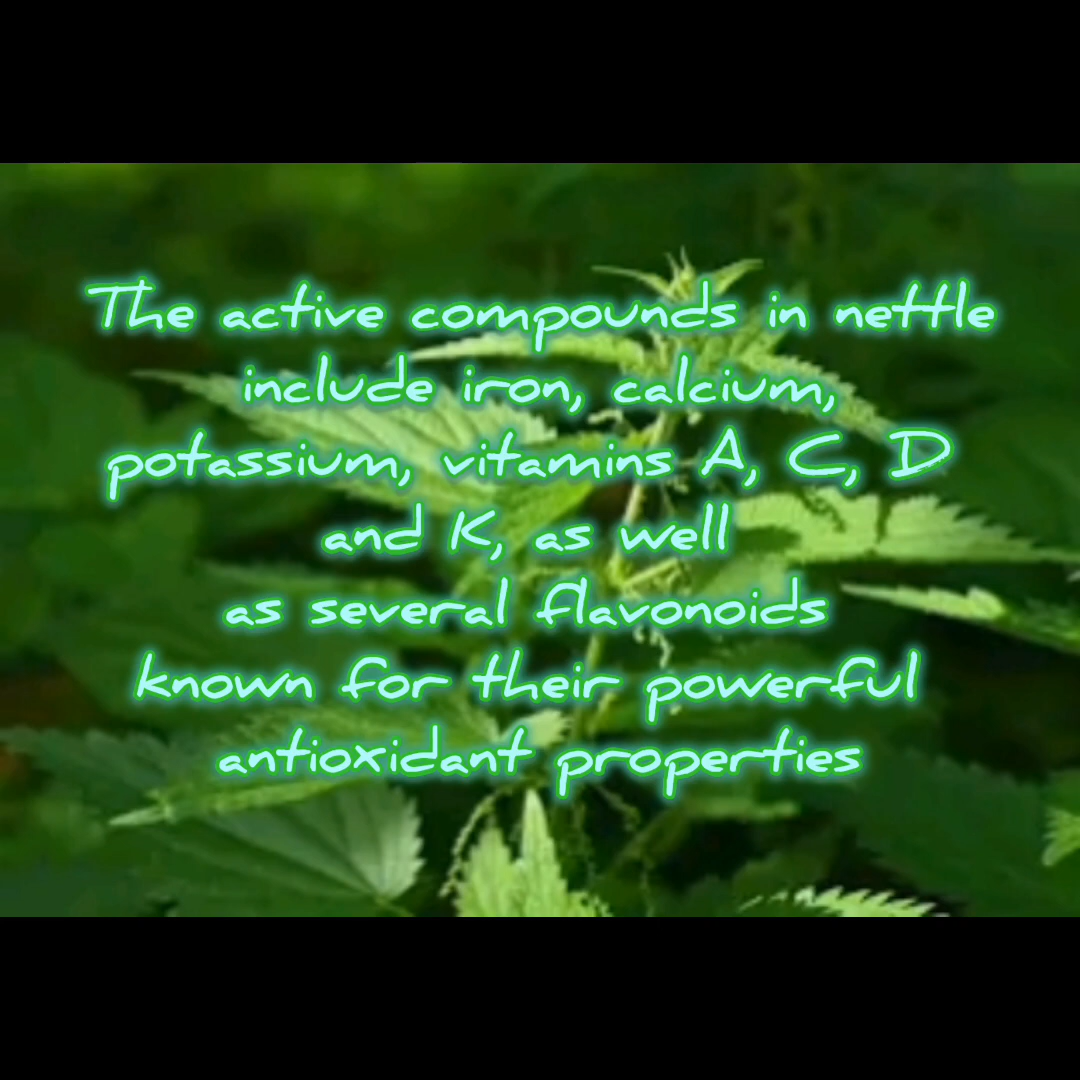 The active compounds in nettle
include iron, calcium,
potassium, vitamins A, C, D
and K, as well
as several flavonoids
known for their powerful
antioxidant properties